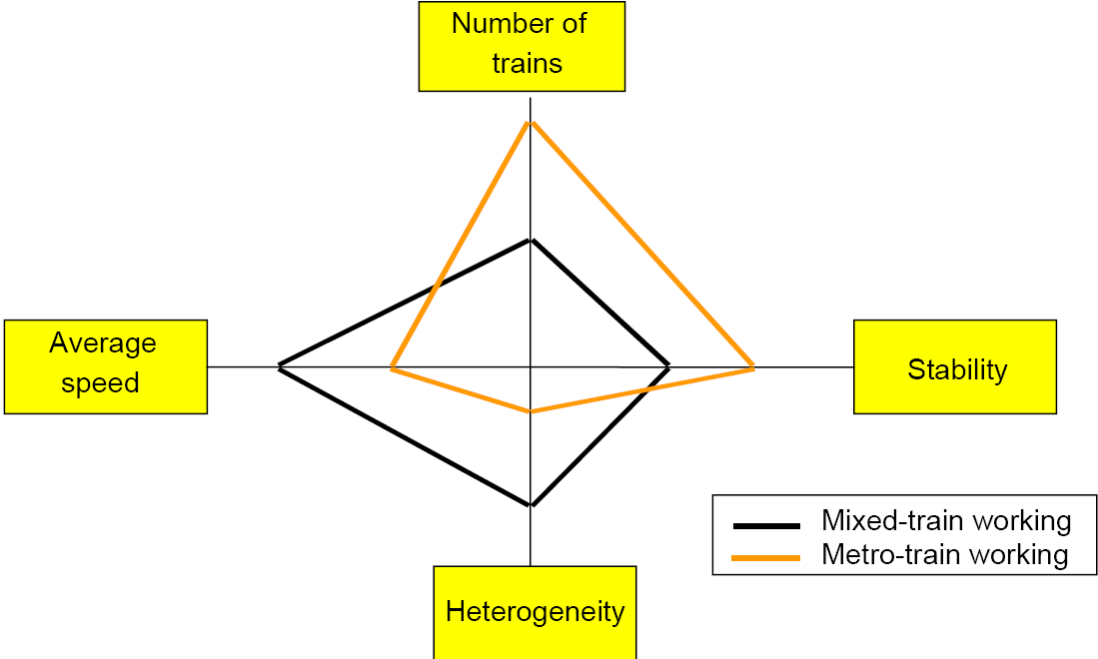 Number of
trains
Average
speed
Stability
Mixed-train working
Metro-train working
Heterogeneity